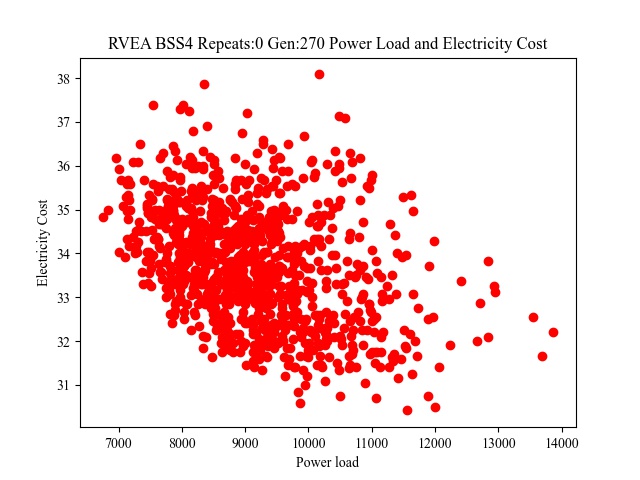 RVEA BSS4 Repeats:0 Gen:270 Power Load and Electricity Cost
38
37
36
35
34
33
32
31
Electricity Cost
7000 8000 9000 10000 11000 12000 13000 14000
Power load